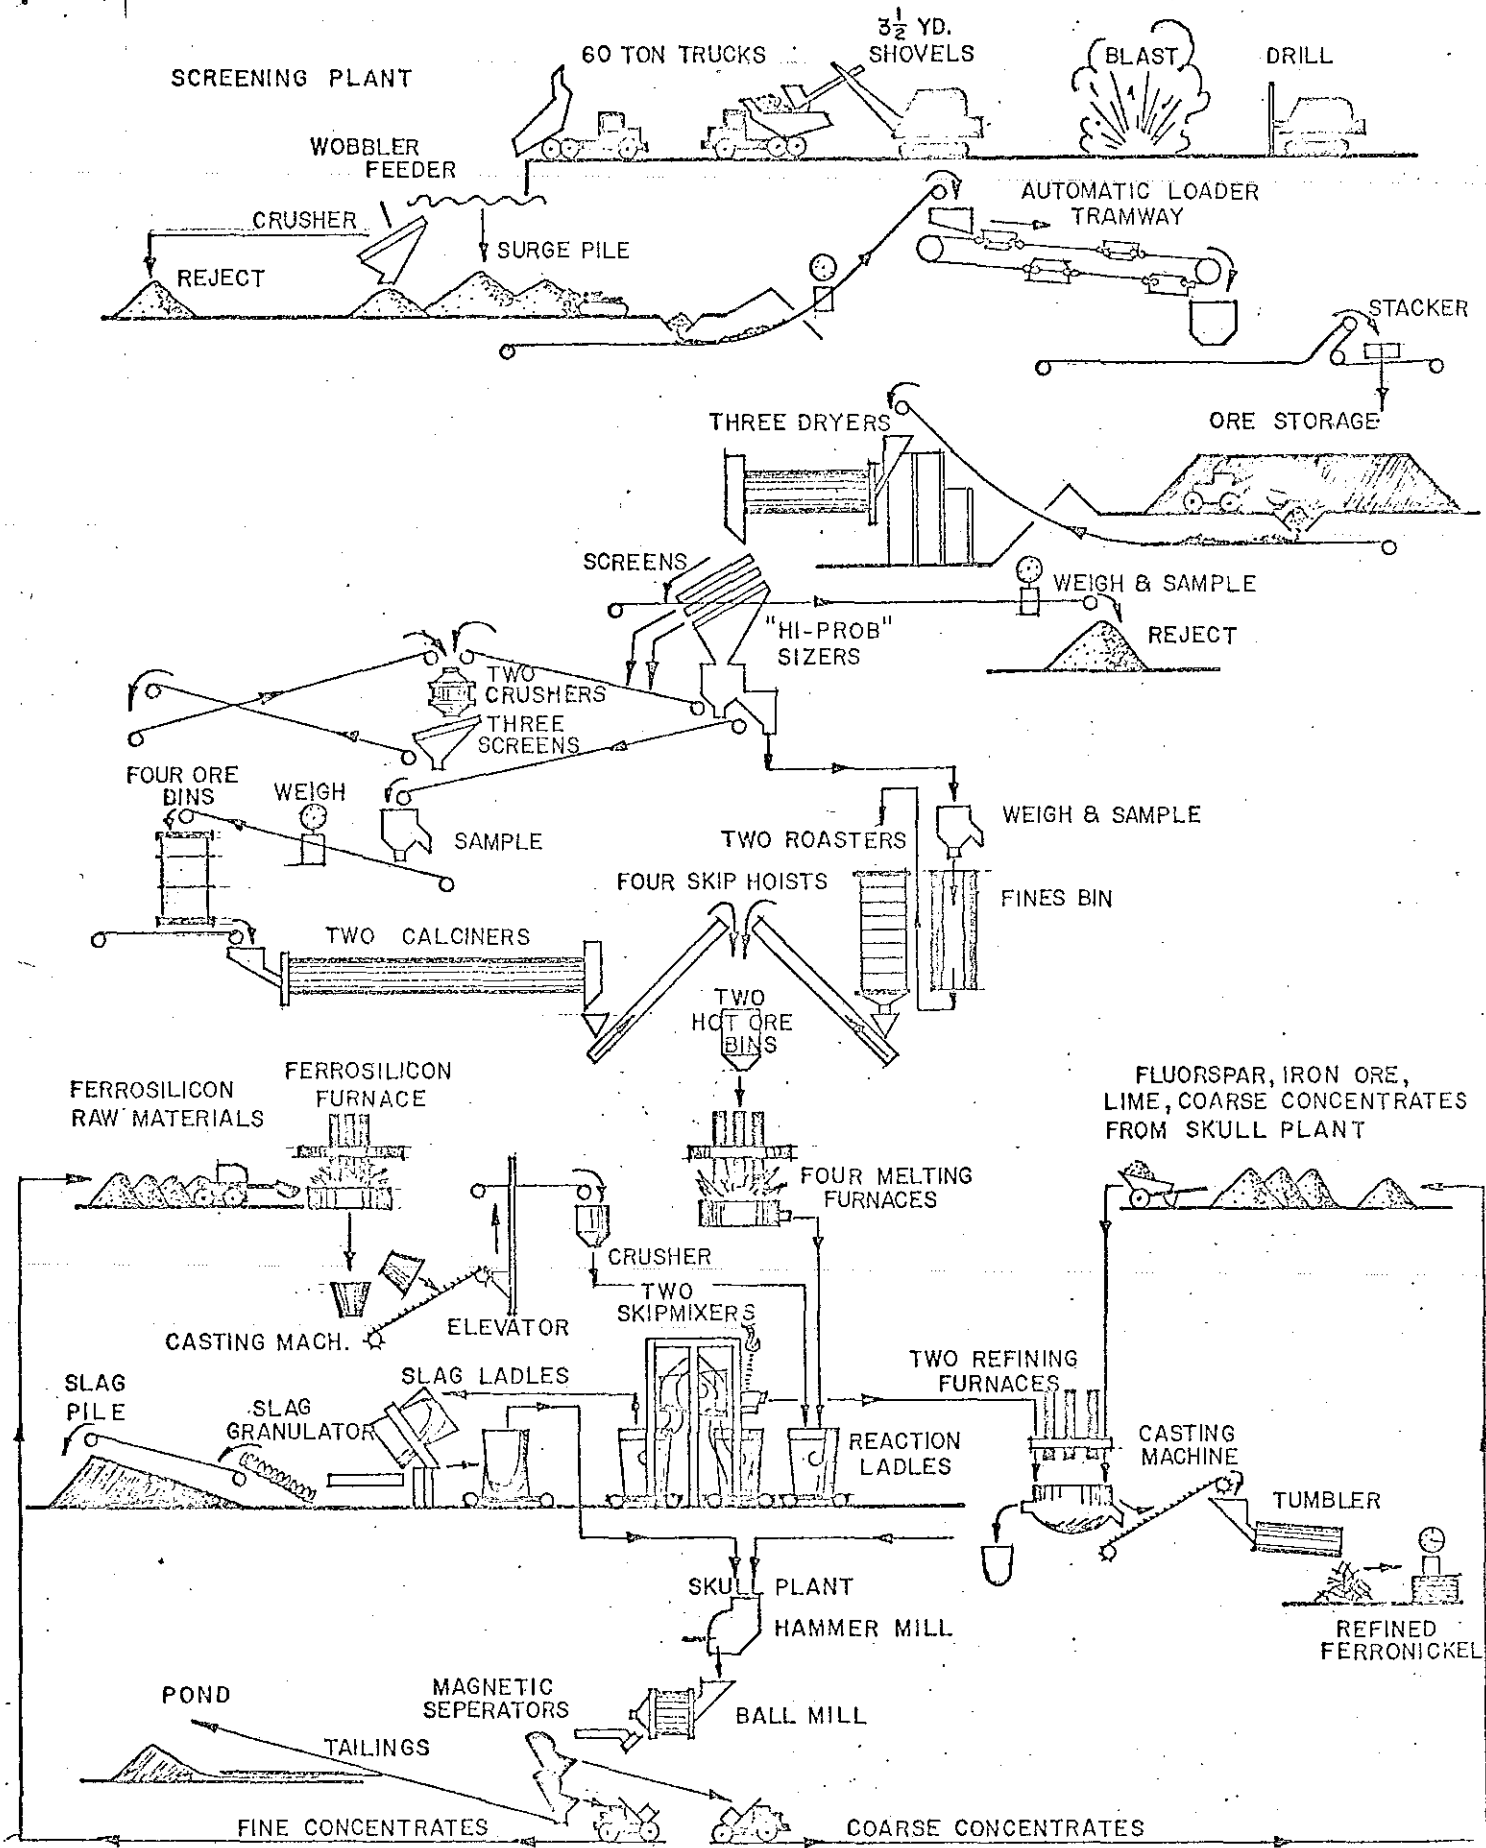 3 1/2 YD.
SHOVELS
60 TON TRUCKS
BLAST
DRILL
SCREENING PLANT
WOBBLER
FEEDER
CRUSHER
REJECT
SURGE PILE
AUTOMATIC LOADER
TRAMWAY
STACKER
THREE DRYERS
ORE STORAGE
SCREENS
WEIGH & SAMPLE
"HI-PROB"
SIZERS
REJECT
TWO
CRUSHERS
THREE
SCREENS
FOUR ORE
BINS
WEIGH
SAMPLE
TWO ROASTERS
WEIGH & SAMPLE
FOUR SKIP HOISTS
FINES BIN
TWO CALCINERS
TWO
HOT ORE
BINS
FERROSILICON
RAW MATERIALS
FERROSILICON
FURNACE
FLUORSPAR, IRON ORE,
LIME, COARSE CONCENTRATES
FROM SKULL PLANT
FOUR MELTING
FURNACES
CRUSHER
TWO
SKIPMIXERS
ELEVATOR
CASTING MACH.
SLAG LADLES
TWO REFINING
FURNACES
SLAG
PILE
SLAG
GRANULATOR
REACTION
LADLES
CASTING
MACHINE
TUMBLER
SKULL PLANT
HAMMER MILL
REFINED
FERRONICKEL
MAGNETIC
SEPERATORS
BALL MILL
POND
TAILINGS
FINE CONCENTRATES
COARSE CONCENTRATES